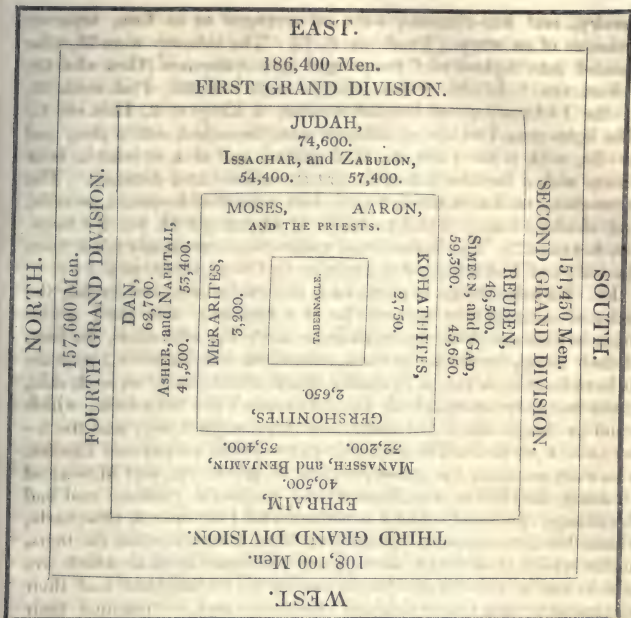 EAST.
186,400 Men.
FIRST GRAND DIVISION.
JUDAH,
74,600.
ISSACHAR, and ZABULON,
54,400. 57,400.
MOSES, AARON,
AND THE PRIESTS.
TABERNACLE.
NORTH.
157,600 Men.
FOURTH GRAND DIVISION.
DAN,
62,700.
ASHER, and NAPHTALI,
41,500. 53,400.
MERARITES,
3,200.
SOUTH.
151,450 Men.
SECOND GRAND DIVISION.
REUBEN,
46,500.
SIMEON, and GAD,
59,300. 45,650.
KOHATHITES,
2,750.
WEST.
108,100 Men.
THIRD GRAND DIVISION.
EPHRAIM,
40,500.
MANASSEH, and BENJAMIN,
32,200. 35,400.
GERSHONITES,
2,650.